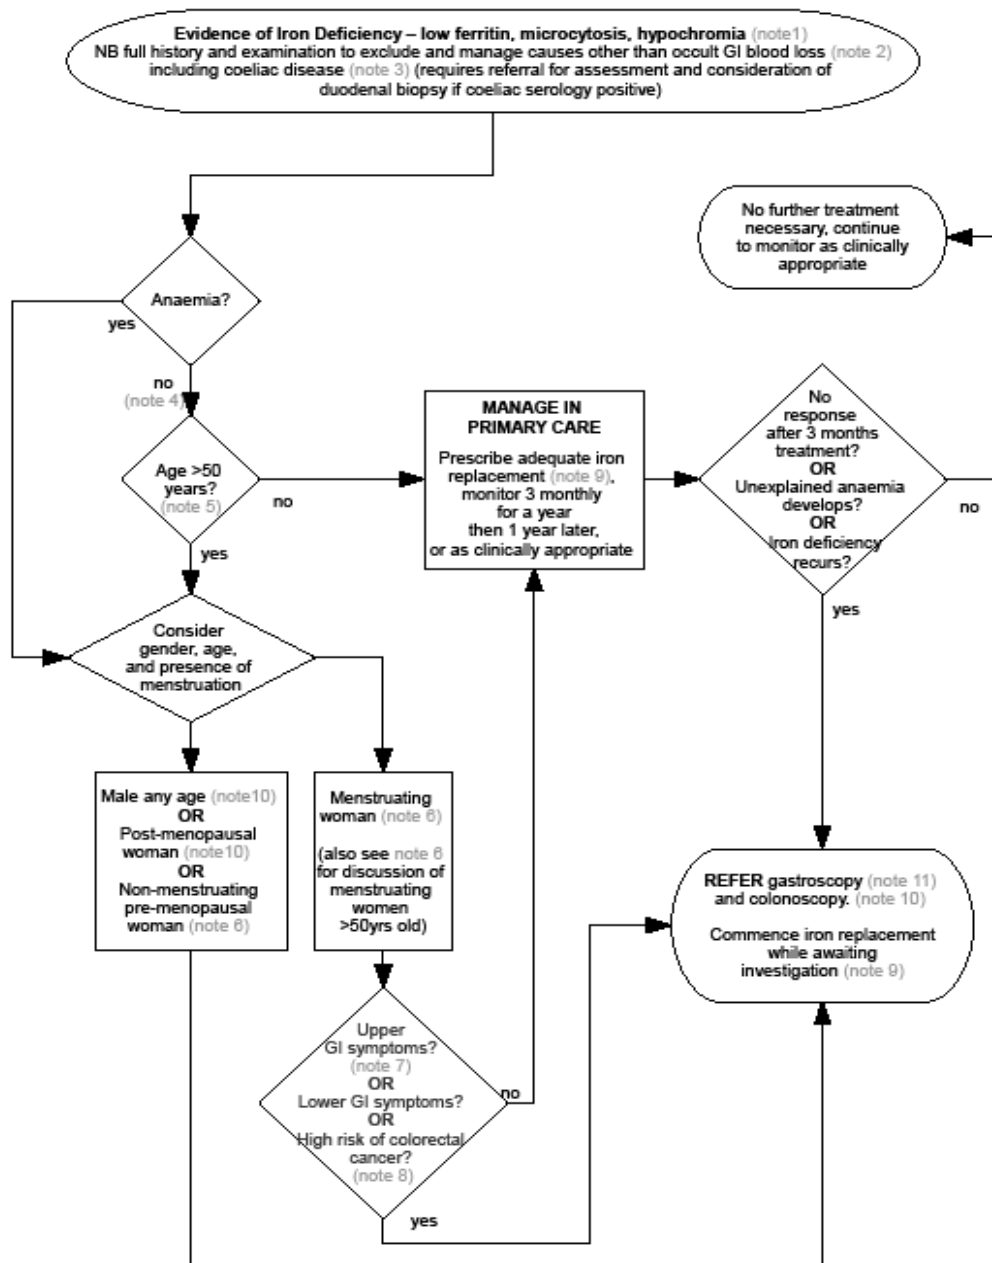 Evidence of Iron Deficiency – low ferritin, microcytosis, hypochromia (note1)
NB full history and examination to exclude and manage causes other than occult GI blood loss (note 2)
including coeliac disease (note 3) (requires referral for assessment and consideration of
duodenal biopsy if coeliac serology positive)
No further treatment
necessary, continue
to monitor as clinically
appropriate
Anaemia?
yes
no
(note 4)
Age >50
years?
(note 5)
no
yes
MANAGE IN
PRIMARY CARE
Prescribe adequate iron
replacement (note 9),
monitor 3 monthly
for a year
then 1 year later,
or as clinically appropriate
No
response
after 3 months
treatment?
OR
Unexplained anaemia
develops?
OR
Iron deficiency
recurs?
no
yes
Consider
gender, age,
and presence of
menstruation
Male any age (note10)
OR
Post-menopausal
woman (note10)
OR
Non-menstruating
pre-menopausal
woman (note 6)
Menstruating
woman (note 6)
(also see note 6
for discussion of
menstruating
women
>50yrs old)
REFER gastroscopy (note 11)
and colonoscopy. (note 10)
Commence iron replacement
while awaiting
investigation (note 9)
Upper
GI symptoms?
(note 7)
OR
Lower GI symptoms?
OR
High risk of colorectal
cancer?
(note 8)
no
yes